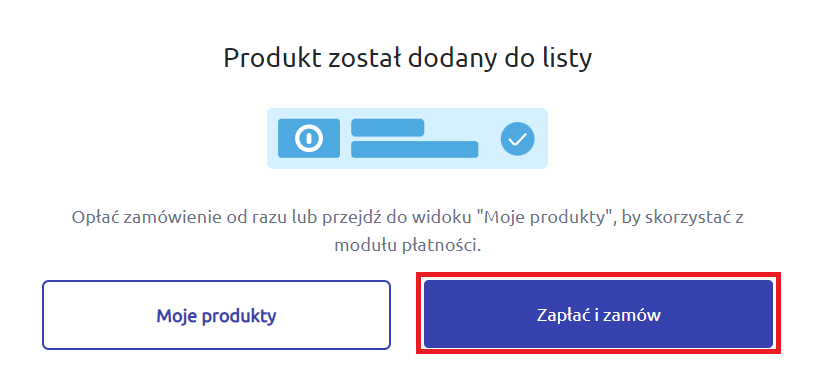 Produkt został dodany do listy
Opłać zamówienie od razu lub przejdź do widoku "Moje produkty", by skorzystać z
modułu płatności.
Moje produkty
Zapłać i zamów